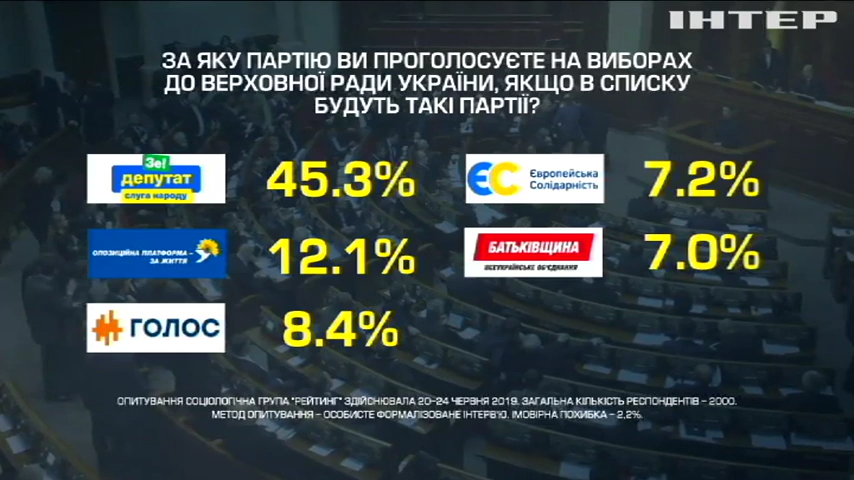 ІНТЕР
ЗА ЯКУ ПАРТІЮ ВИ ПРОГОЛОСУЄТЕ НА ВИБОРАХ
ДО ВЕРХОВНОЇ РАДИ УКРАЇНИ, ЯКЩО В СПИСКУ
БУДУТЬ ТАКІ ПАРТІЇ?
Зе!
депутат
слуга народу
45.3%
ЄС Європейська
Солідарність
7.2%
ОПОЗИЦІЙНА ПЛАТФОРМА –
ЗА ЖИТТЯ
12.1%
БАТЬКІВЩИНА
ВСЕУКРАЇНСЬКЕ ОБ'ЄДНАННЯ
7.0%
ГОЛОС
8.4%
ОПИТУВАННЯ СОЦІОЛОГІЧНА ГРУПА "РЕЙТИНГ" ЗДІЙСНЮВАЛА 20–24 ЧЕРВНЯ 2019. ЗАГАЛЬНА КІЛЬКІСТЬ РЕСПОНДЕНТІВ – 2000.
МЕТОД ОПИТУВАННЯ – ОСОБИСТЕ ФОРМАЛІЗОВАНЕ ІНТЕРВ'Ю. ІМОВІРНА ПОХИБКА – 2,2%.